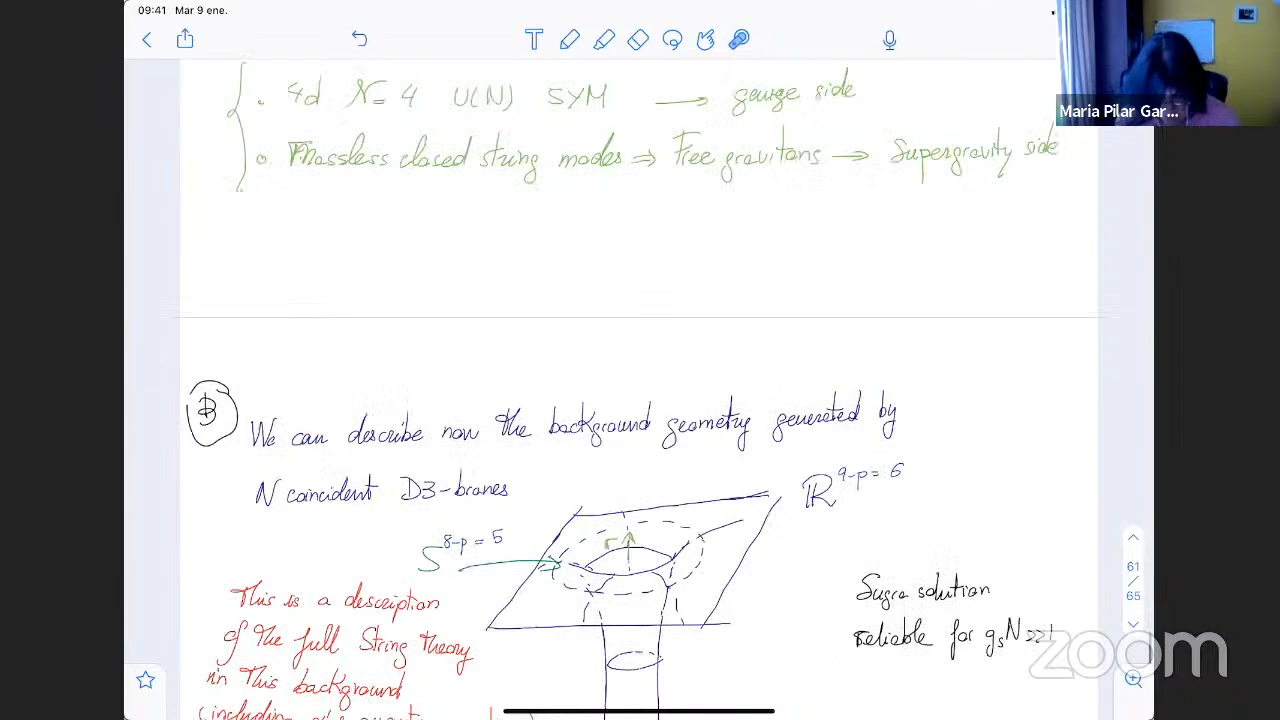 09:41 Mar 9 ene.
Maria Pilar Gar...
• 4d N=4 U(N) SYM → gauge side
• Massless closed string modes ⇒ Free gravitons → Supergravity side
B
We can describe now the background geometry generated by
N coincident D3-branes
ℝ^{9-p=6}
S^{8-p=5}
r
This is a description
of the full String theory
in this background
(including
Sugra solution
reliable for g_s N >> 1
61
/
65
zoom